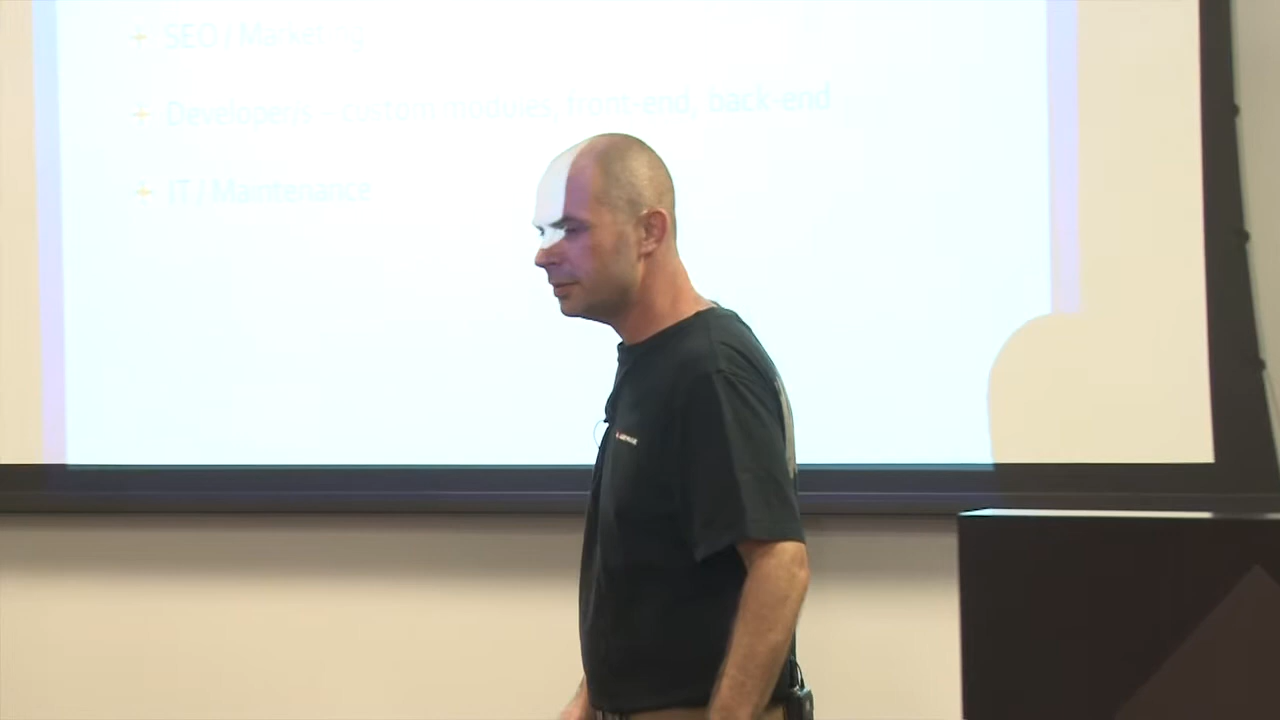 + SEO / Marketing
+ Developers – custom modules, front-end, back-end
+ IT / Maintenance